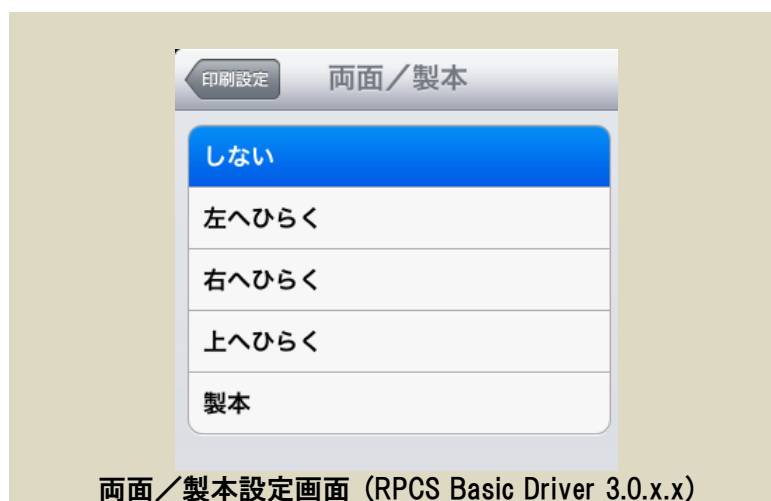 印刷設定
両面／製本
しない
左へひらく
右へひらく
上へひらく
製本
両面／製本設定画面 (RPCS Basic Driver 3.0.x.x)